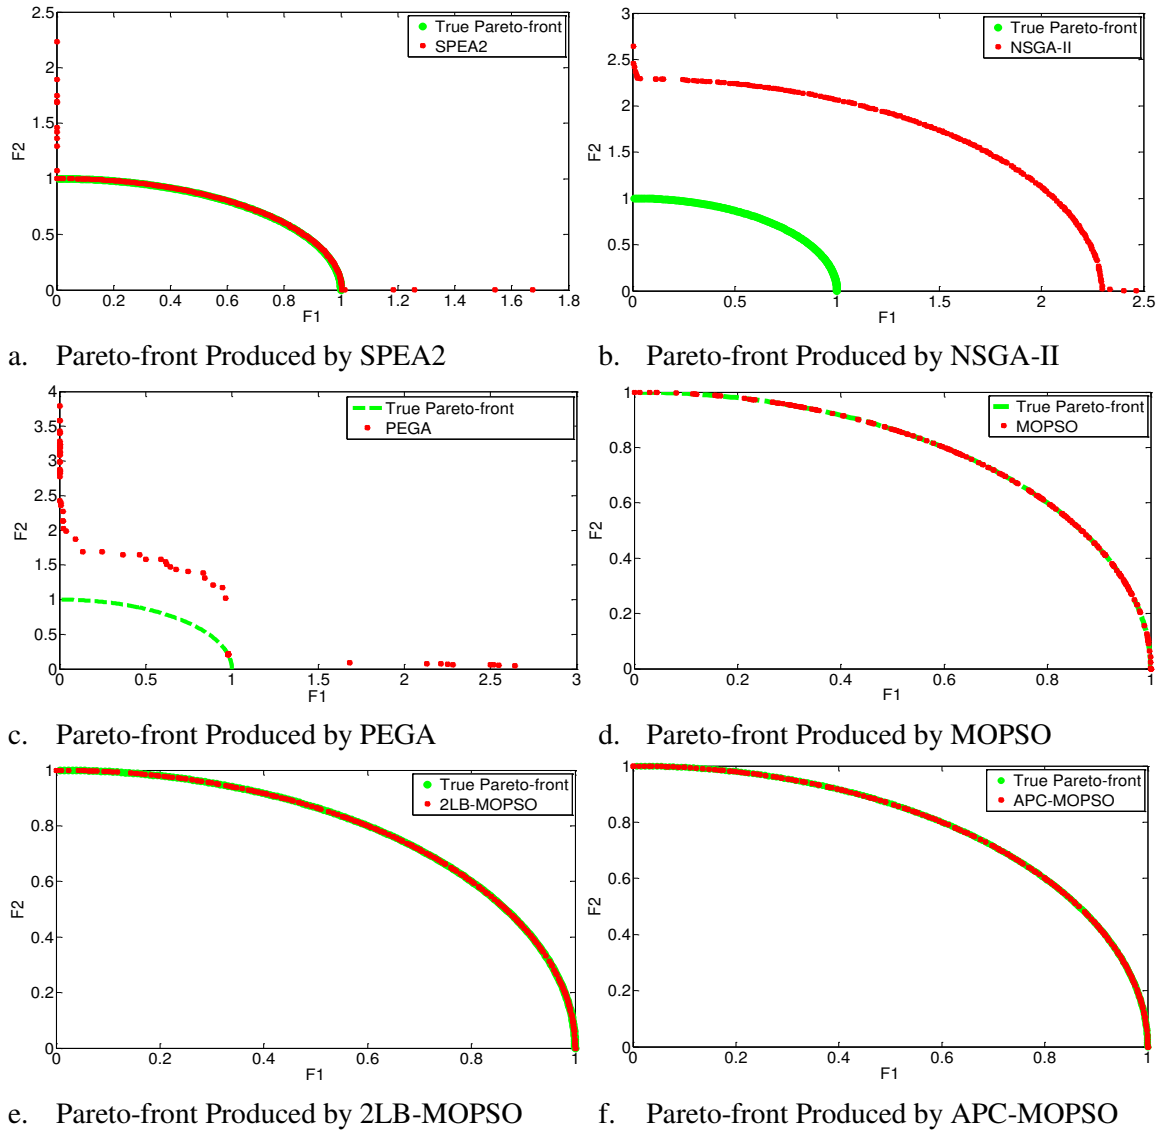 2.5
2
1.5
1
0.5
0
F2
True Pareto-front
SPEA2
0 0.2 0.4 0.6 0.8 1 1.2 1.4 1.6 1.8
F1
a. Pareto-front Produced by SPEA2
3
2.5
2
1.5
1
0.5
0
F2
True Pareto-front
NSGA-II
0 0.5 1 1.5 2 2.5
F1
b. Pareto-front Produced by NSGA-II
4
3.5
3
2.5
2
1.5
1
0.5
0
F2
True Pareto-front
PEGA
0 0.5 1 1.5 2 2.5 3
F1
c. Pareto-front Produced by PEGA
1
0.8
0.6
0.4
0.2
0
F2
True Pareto-front
MOPSO
0 0.2 0.4 0.6 0.8 1
F1
d. Pareto-front Produced by MOPSO
1
0.8
0.6
0.4
0.2
0
F2
True Pareto-front
2LB-MOPSO
0 0.2 0.4 0.6 0.8 1
F1
e. Pareto-front Produced by 2LB-MOPSO
1
0.8
0.6
0.4
0.2
0
F2
True Pareto-front
APC-MOPSO
0 0.2 0.4 0.6 0.8 1
F1
f. Pareto-front Produced by APC-MOPSO